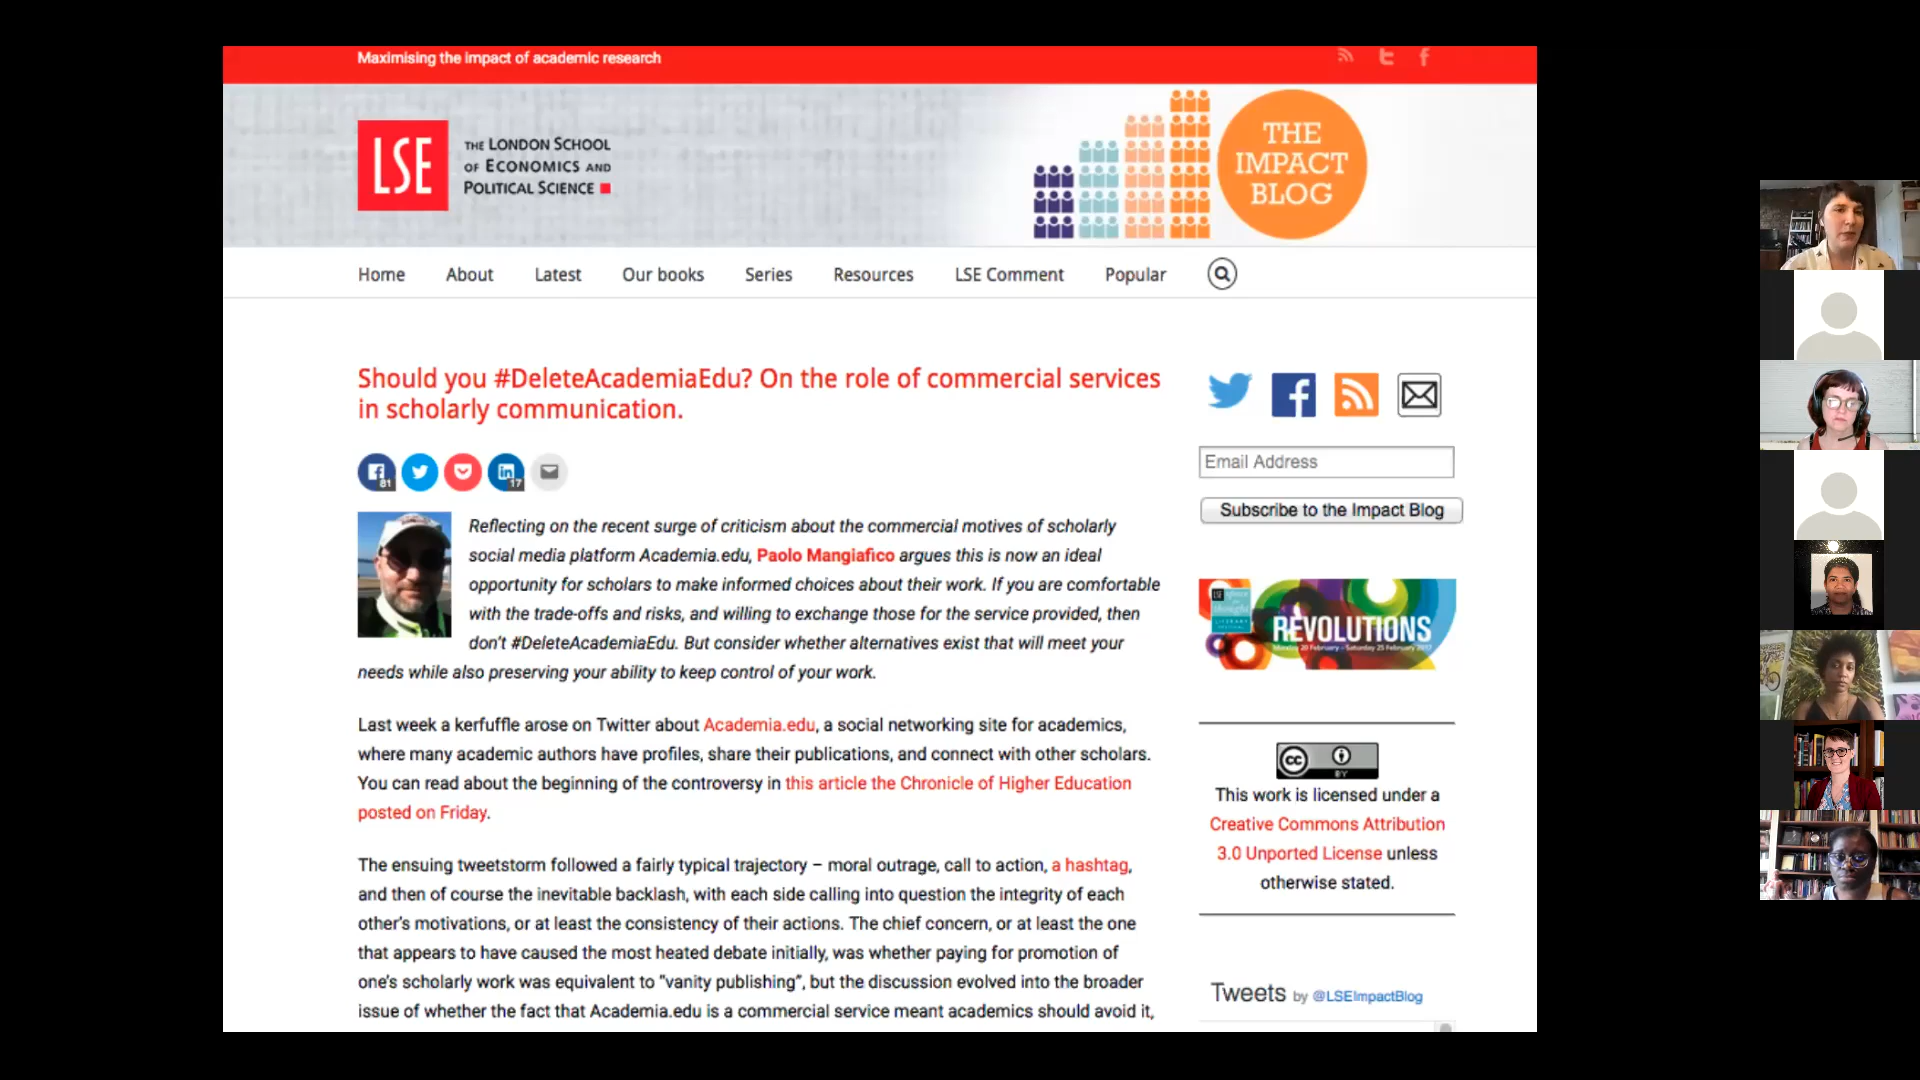 Maximising the impact of academic research
LSE
THE LONDON SCHOOL
OF ECONOMICS AND
POLITICAL SCIENCE
THE
IMPACT
BLOG
Home About Latest Our books Series Resources LSE Comment Popular
Should you #DeleteAcademiaEdu? On the role of commercial services
in scholarly communication.
81
17
Reflecting on the recent surge of criticism about the commercial motives of scholarly
social media platform Academia.edu, Paolo Mangiafico argues this is now an ideal
opportunity for scholars to make informed choices about their work. If you are comfortable
with the trade-offs and risks, and willing to exchange those for the service provided, then
don't #DeleteAcademiaEdu. But consider whether alternatives exist that will meet your
needs while also preserving your ability to keep control of your work.
Last week a kerfuffle arose on Twitter about Academia.edu, a social networking site for academics,
where many academic authors have profiles, share their publications, and connect with other scholars.
You can read about the beginning of the controversy in this article the Chronicle of Higher Education
posted on Friday.
The ensuing tweetstorm followed a fairly typical trajectory – moral outrage, call to action, a hashtag,
and then of course the inevitable backlash, with each side calling into question the integrity of each
other's motivations, or at least the consistency of their actions. The chief concern, or at least the one
that appears to have caused the most heated debate initially, was whether paying for promotion of
one's scholarly work was equivalent to “vanity publishing”, but the discussion evolved into the broader
issue of whether the fact that Academia.edu is a commercial service meant academics should avoid it,
Email Address
Subscribe to the Impact Blog
LSE
REVOLUTIONS
Monday 20 February – Saturday 25 February 2017
cc
BY
This work is licensed under a
Creative Commons Attribution
3.0 Unported License unless
otherwise stated.
Tweets by @LSEImpactBlog